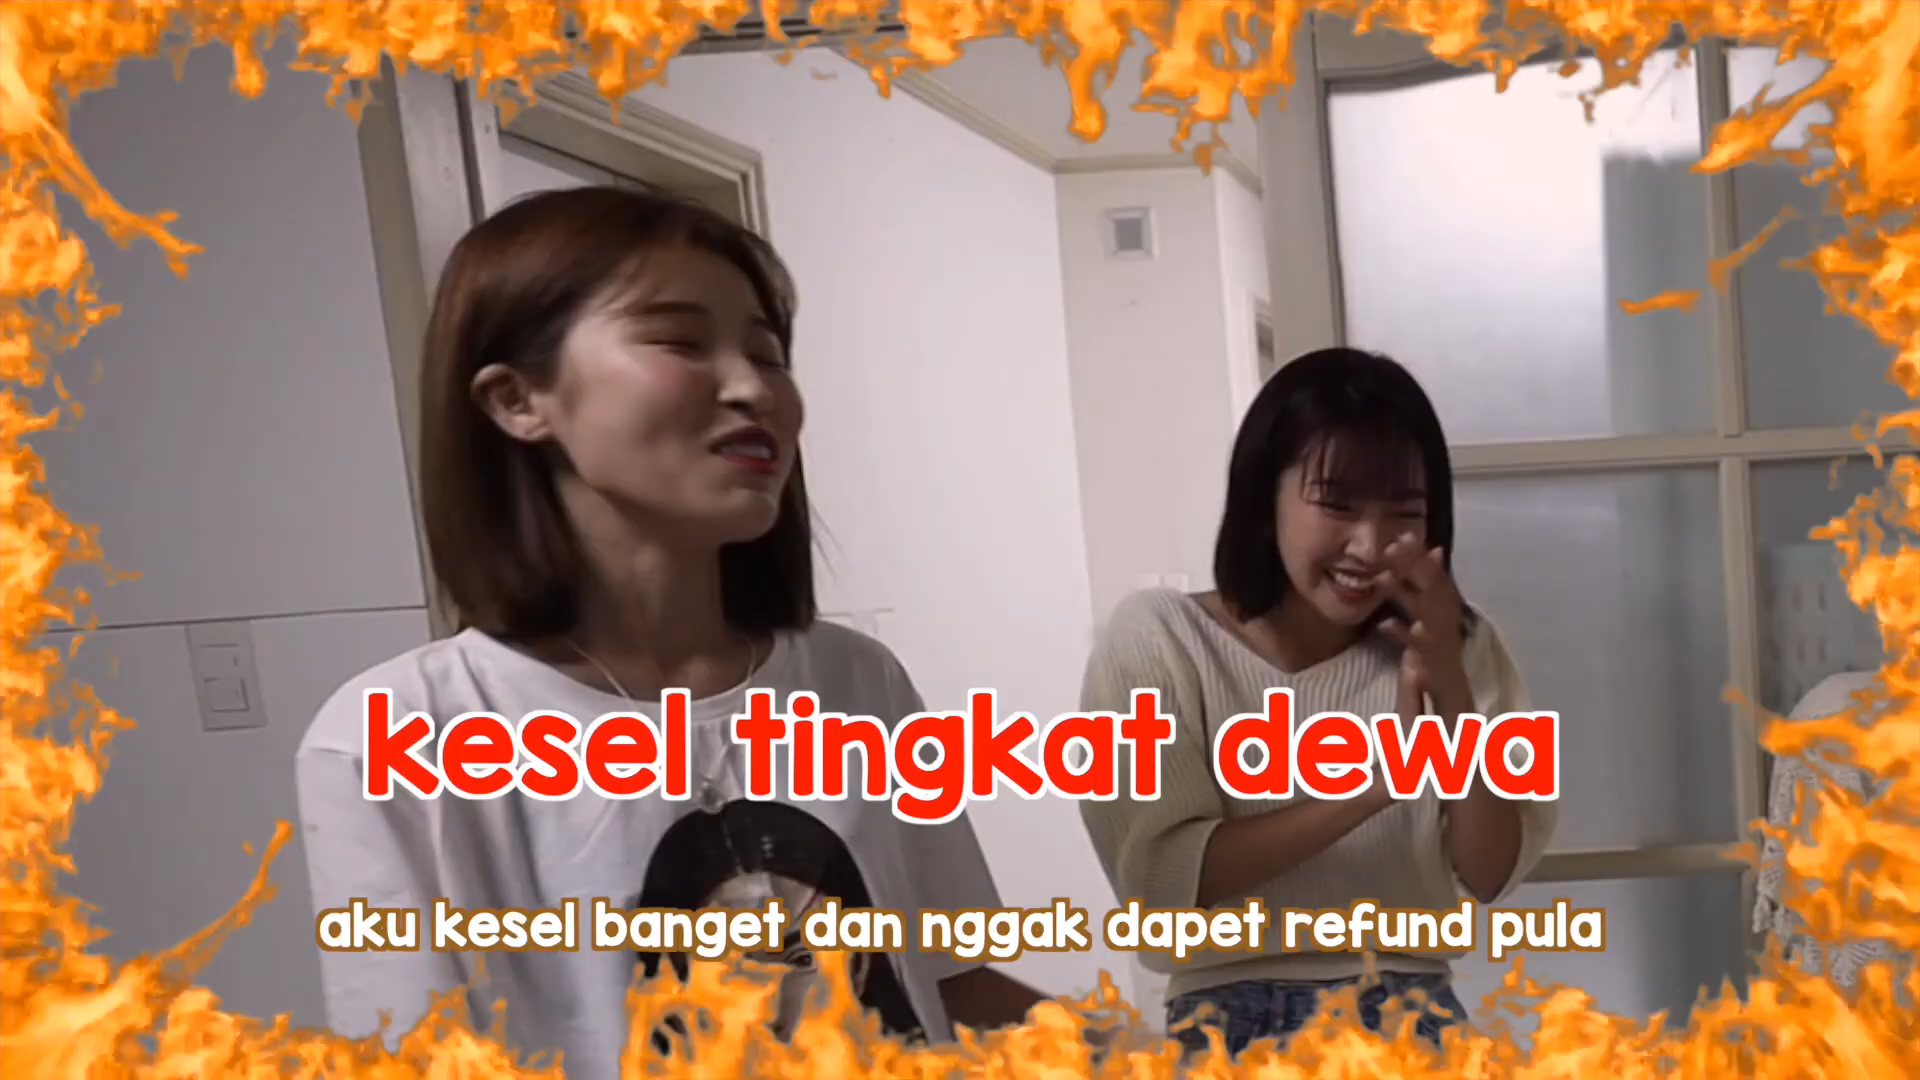 kesel tingkat dewa
aku kesel banget dan nggak dapet refund pula